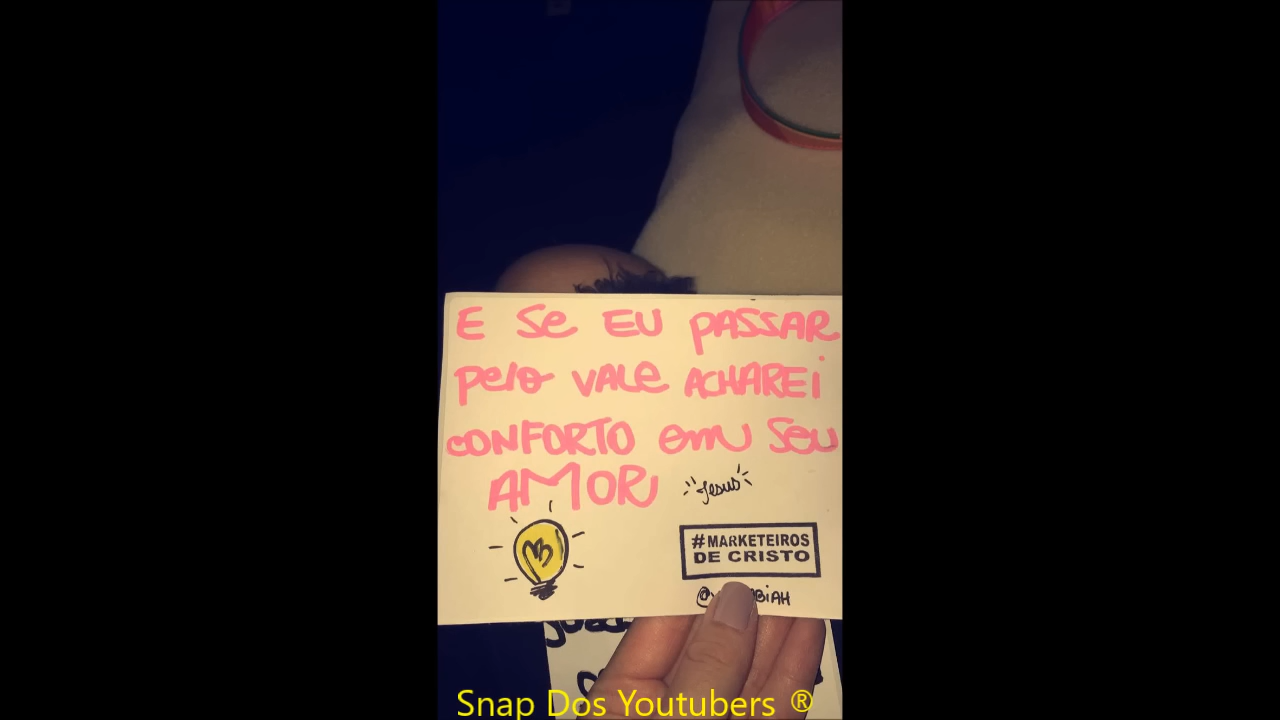 E Se EU PASSAR
pelo VALe ACHAREi
CONFORTO em Seu
AMOR Jesus
#MARKETEIROS
DE CRISTO
Snap Dos Youtubers ®